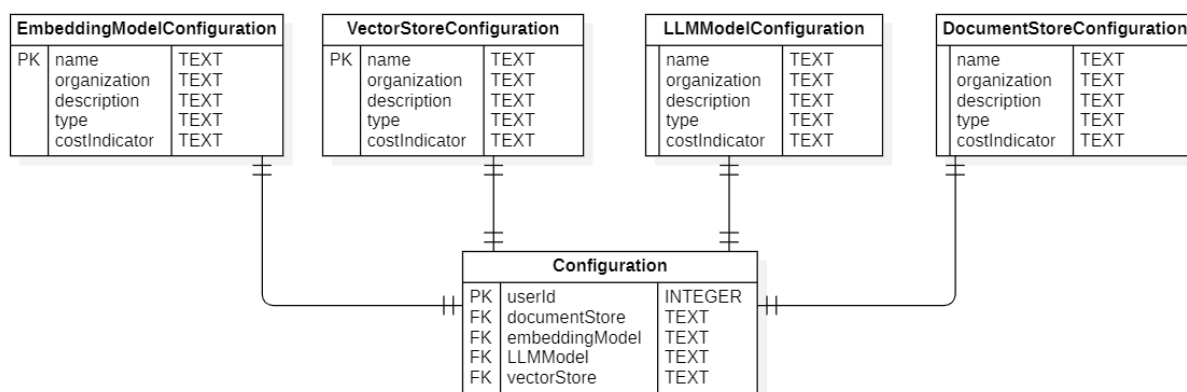 EmbeddingModelConfiguration
PK name TEXT
organization TEXT
description TEXT
type TEXT
costIndicator TEXT
VectorStoreConfiguration
PK name TEXT
organization TEXT
description TEXT
type TEXT
costIndicator TEXT
LLMModelConfiguration
name TEXT
organization TEXT
description TEXT
type TEXT
costIndicator TEXT
DocumentStoreConfiguration
name TEXT
organization TEXT
description TEXT
type TEXT
costIndicator TEXT
Configuration
PK userId INTEGER
FK documentStore TEXT
FK embeddingModel TEXT
FK LLMModel TEXT
FK vectorStore TEXT